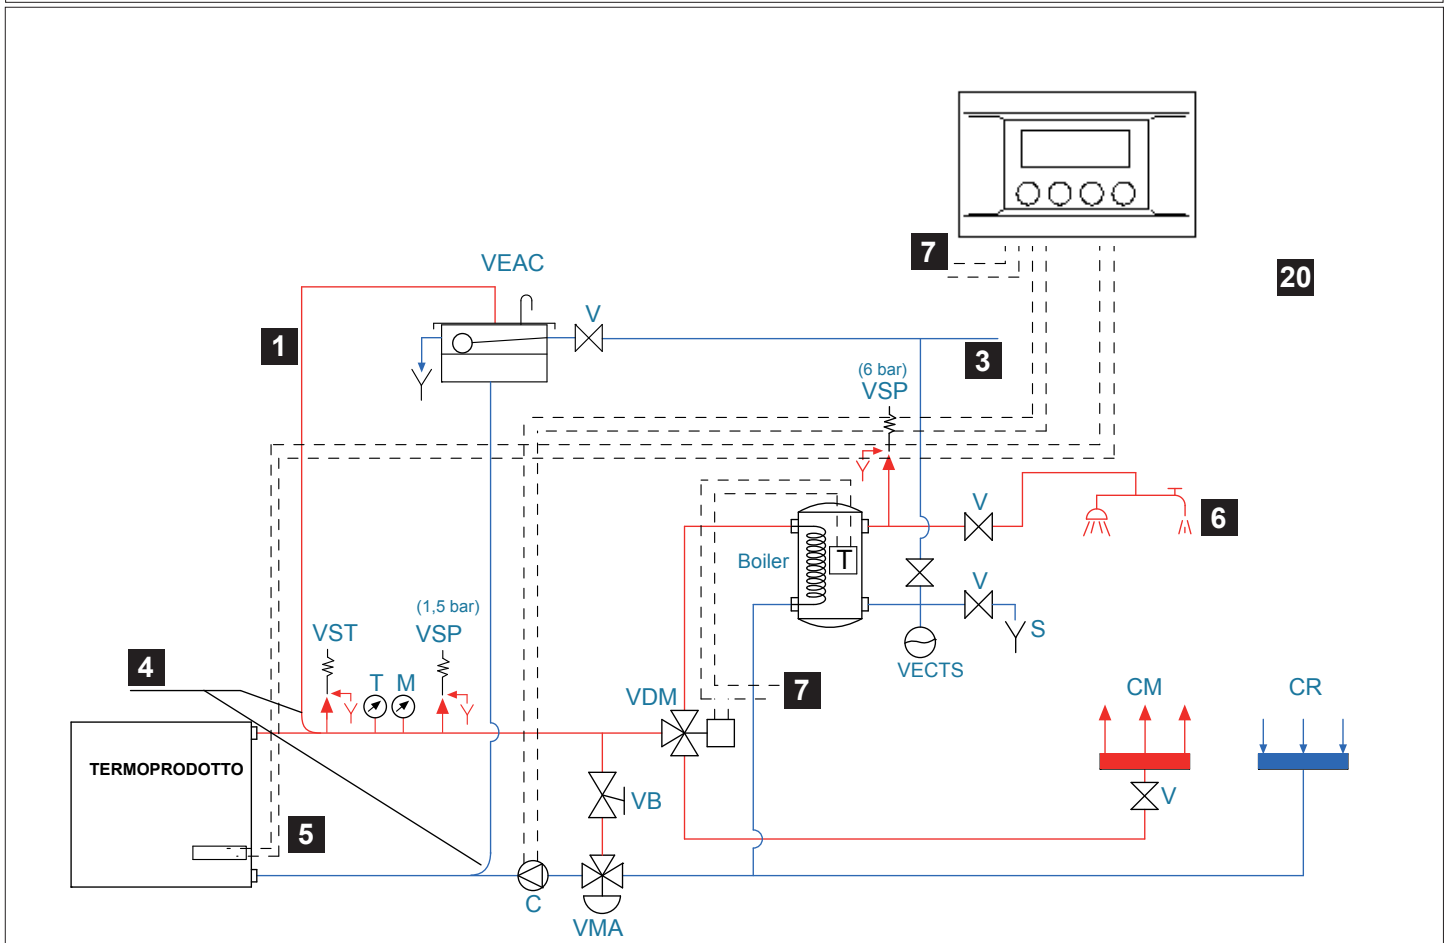 7
20
VEAC
V
1
3
(6 bar)
VSP
V
6
Boiler
T
(1,5 bar)
VST
VSP
V
S
VECTS
4
T
M
VDM
7
CM
CR
TERMOPRODOTTO
VB
V
5
C
VMA